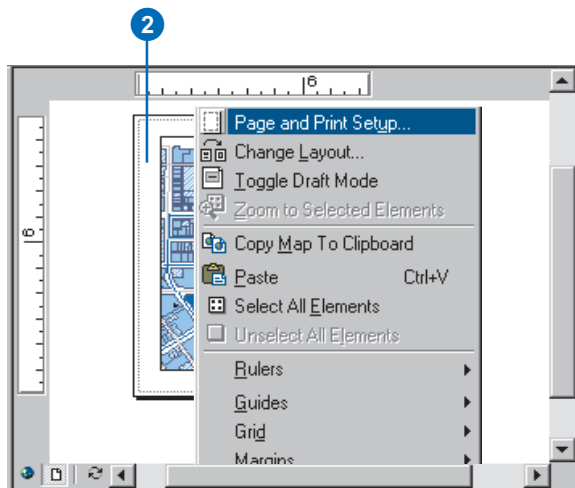 2
6
6
Page and Print Setup...
Change Layout...
Toggle Draft Mode
Zoom to Selected Elements
Copy Map To Clipboard
Paste Ctrl+V
Select All Elements
Unselect All Elements
Rulers
Guides
Grid
Margins